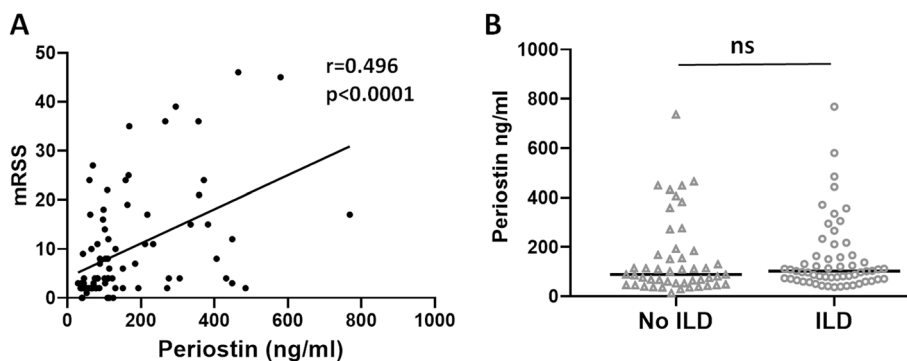 A
mRSS
50
40
30
20
10
0
r=0.496
p<0.0001
0 200 400 600 800 1000
Periostin (ng/ml)
B
Periostin ng/ml
1000
800
600
400
200
0
ns
No ILD ILD